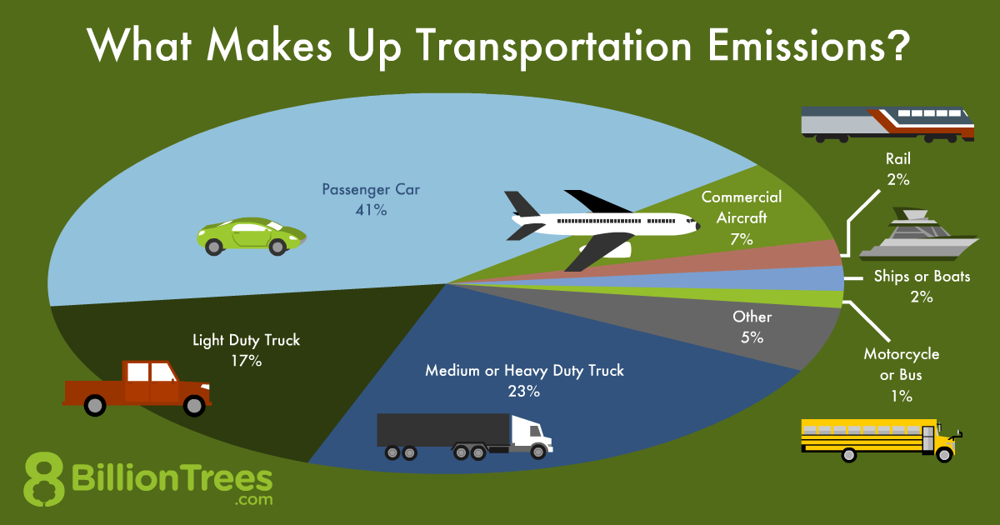 What Makes Up Transportation Emissions?
Passenger Car
41%
Commercial
Aircraft
7%
Rail
2%
Ships or Boats
2%
Motorcycle
or Bus
1%
Other
5%
Medium or Heavy Duty Truck
23%
Light Duty Truck
17%
8 BillionTrees
.com